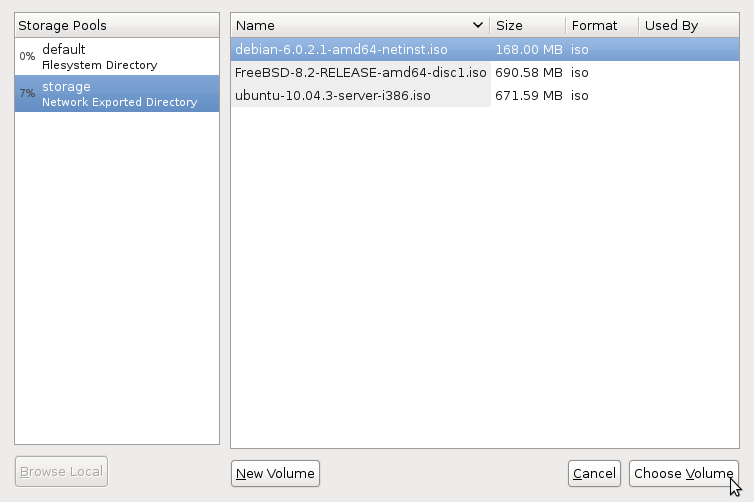 Storage Pools
0% default
Filesystem Directory
7% storage
Network Exported Directory
Name Size Format Used By
debian-6.0.2.1-amd64-netinst.iso 168.00 MB iso
FreeBSD-8.2-RELEASE-amd64-disc1.iso 690.58 MB iso
ubuntu-10.04.3-server-i386.iso 671.59 MB iso
Browse Local New Volume Cancel Choose Volume